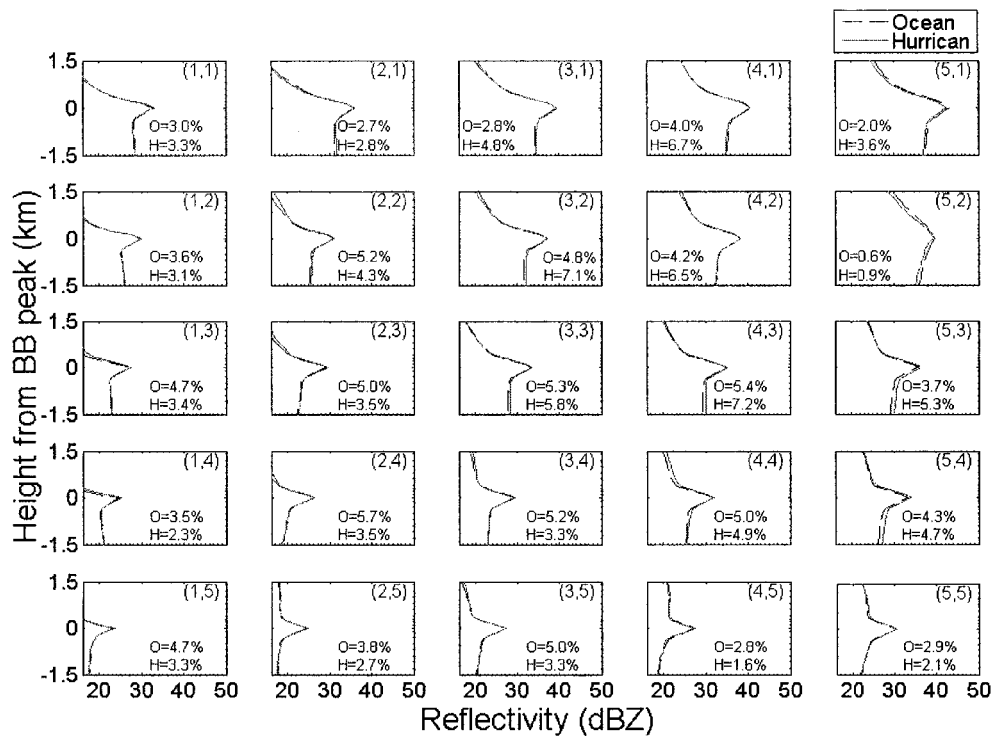 Ocean
Hurrican
1.5 (1,1) (2,1) (3,1) (4,1) (5,1)
0
O=3.0% O=2.7% O=2.8% O=4.0% O=2.0%
H=3.3% H=2.8% H=4.8% H=6.7% H=3.6%
-1.5
1.5 (1,2) (2,2) (3,2) (4,2) (5,2)
0
O=3.6% O=5.2% O=4.8% O=4.2% O=0.6%
H=3.1% H=4.3% H=7.1% H=6.5% H=0.9%
-1.5
1.5 (1,3) (2,3) (3,3) (4,3) (5,3)
0
O=4.7% O=5.0% O=5.3% O=5.4% O=3.7%
H=3.4% H=3.5% H=5.8% H=7.2% H=5.3%
-1.5
1.5 (1,4) (2,4) (3,4) (4,4) (5,4)
0
O=3.5% O=5.7% O=5.2% O=5.0% O=4.3%
H=2.3% H=3.5% H=3.3% H=4.9% H=4.7%
-1.5
1.5 (1,5) (2,5) (3,5) (4,5) (5,5)
0
O=4.7% O=3.8% O=5.0% O=2.8% O=2.9%
H=3.3% H=2.7% H=3.3% H=1.6% H=2.1%
-1.5
20 30 40 50 20 30 40 50 20 30 40 50 20 30 40 50 20 30 40 50
Height from BB peak (km)
Reflectivity (dBZ)